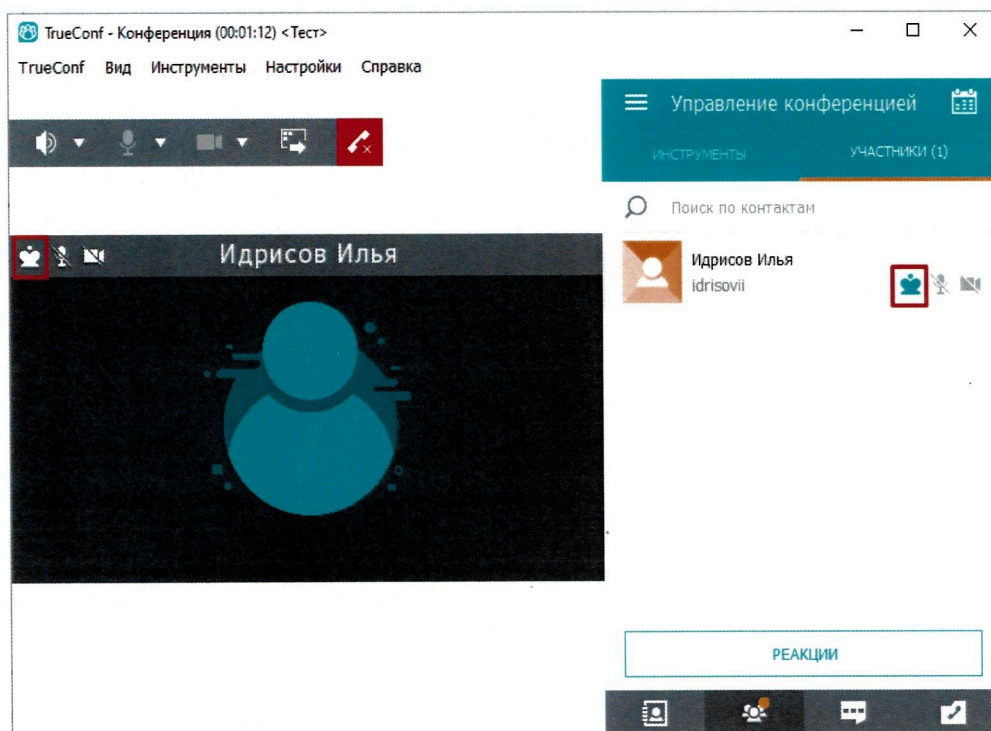 TrueConf - Конференция (00:01:12) <Тест>
TrueConf Вид Инструменты Настройки Справка
Управление конференцией
ИНСТРУМЕНТЫ УЧАСТНИКИ (1)
Поиск по контактам
Идрисов Илья
Идрисов Илья
idrisovii
РЕАКЦИИ